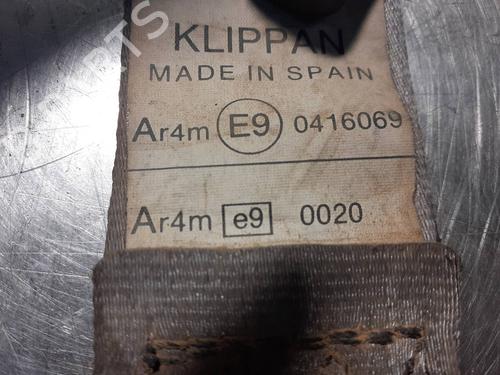 KLIPPAN
MADE IN SPAIN
Ar4m E9 0416069
Ar4m e9 0020